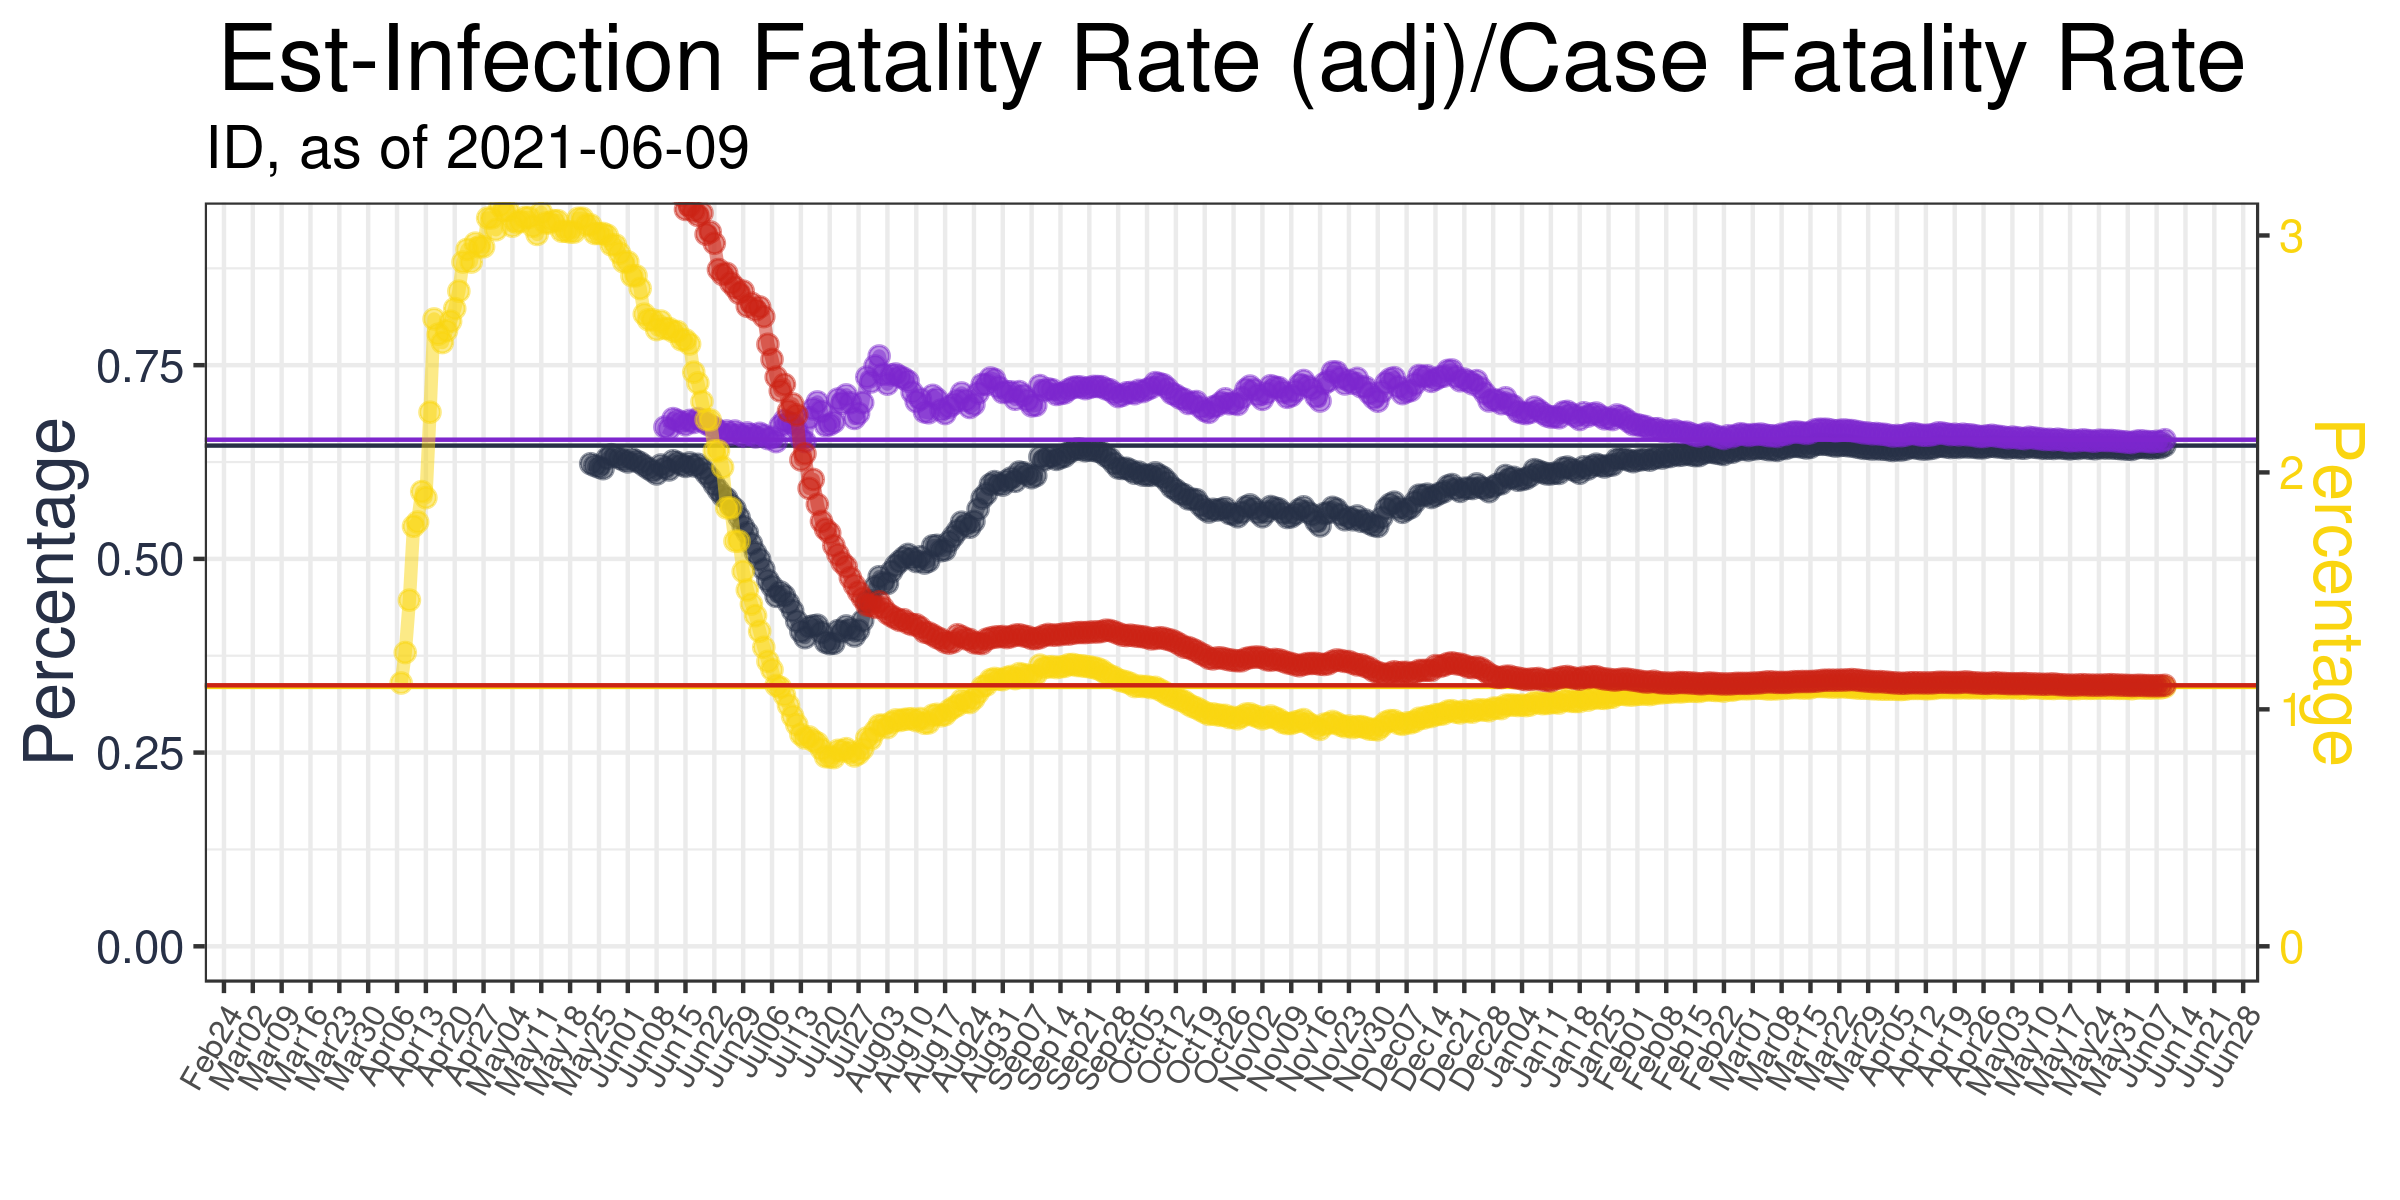 Est-Infection Fatality Rate (adj)/Case Fatality Rate
ID, as of 2021-06-09
Percentage
0.75
0.50
0.25
0.00
3
2
1
0
Percentage
Feb24
Mar02
Mar09
Mar16
Mar23
Mar30
Apr06
Apr13
Apr20
Apr27
May04
May11
May18
May25
Jun01
Jun08
Jun15
Jun22
Jun29
Jul06
Jul13
Jul20
Jul27
Aug03
Aug10
Aug17
Aug24
Aug31
Sep07
Sep14
Sep21
Sep28
Oct05
Oct12
Oct19
Oct26
Nov02
Nov09
Nov16
Nov23
Nov30
Dec07
Dec14
Dec21
Dec28
Jan04
Jan11
Jan18
Jan25
Feb01
Feb08
Feb15
Feb22
Mar01
Mar08
Mar15
Mar22
Mar29
Apr05
Apr12
Apr19
Apr26
May03
May10
May17
May24
May31
Jun07
Jun14
Jun21
Jun28